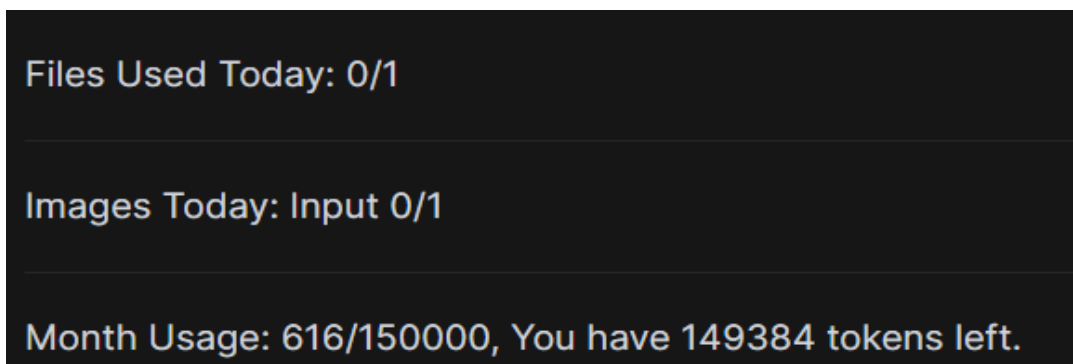 Files Used Today: 0/1
Images Today: Input 0/1
Month Usage: 616/150000, You have 149384 tokens left.